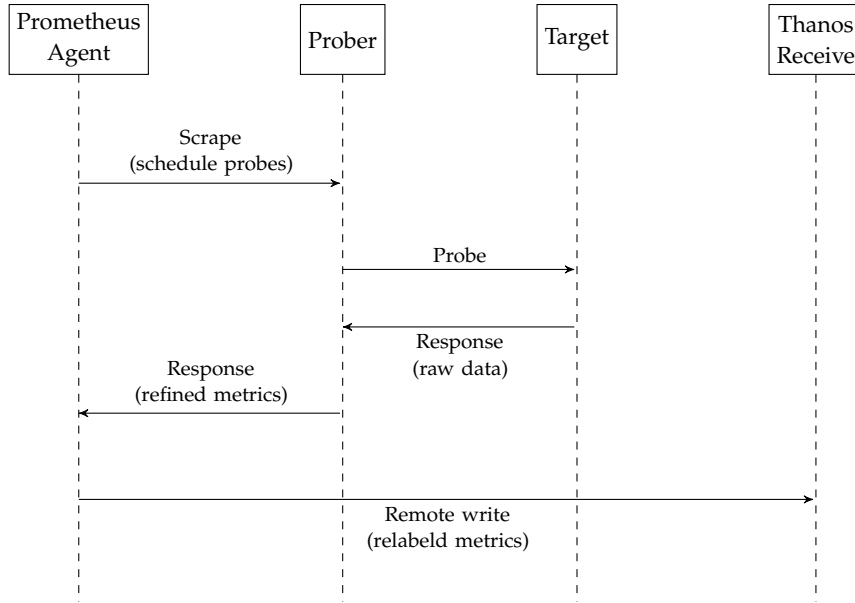 Prometheus
Agent
Prober
Target
Thanos
Receive
Scrape
(schedule probes)
Probe
Response
(raw data)
Response
(refined metrics)
Remote write
(relabeld metrics)